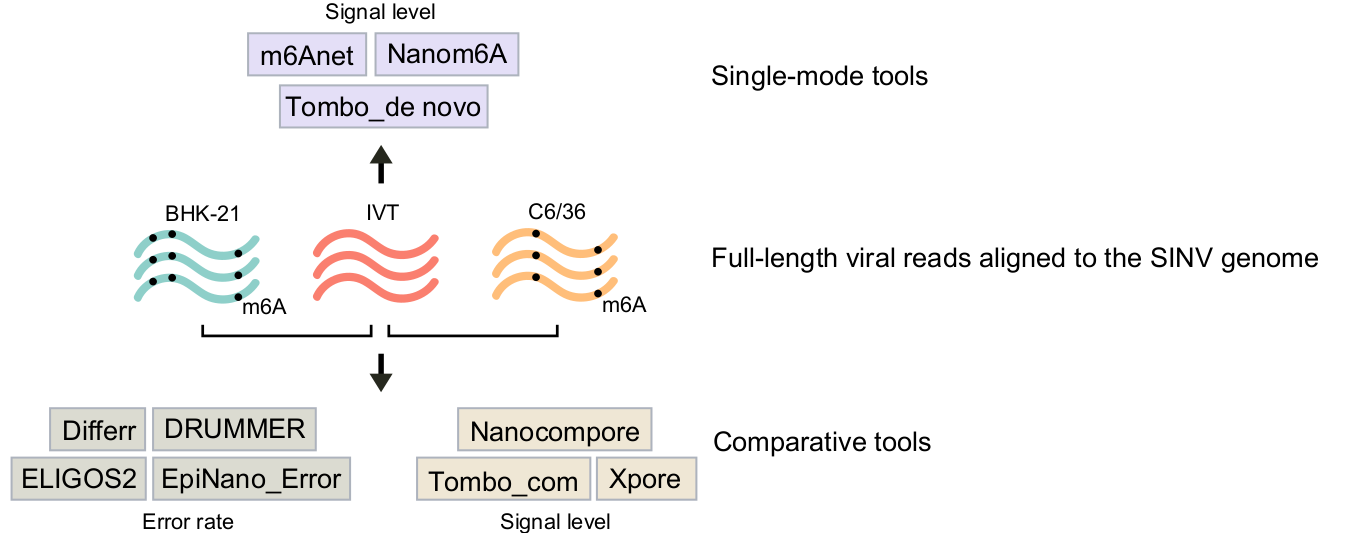 Signal level
m6Anet
Nanom6A
Tombo_de novo
Single-mode tools
BHK-21
IVT
C6/36
m6A
m6A
Full-length viral reads aligned to the SINV genome
Differr
DRUMMER
ELIGOS2
EpiNano_Error
Error rate
Nanocompore
Tombo_com
Xpore
Signal level
Comparative tools